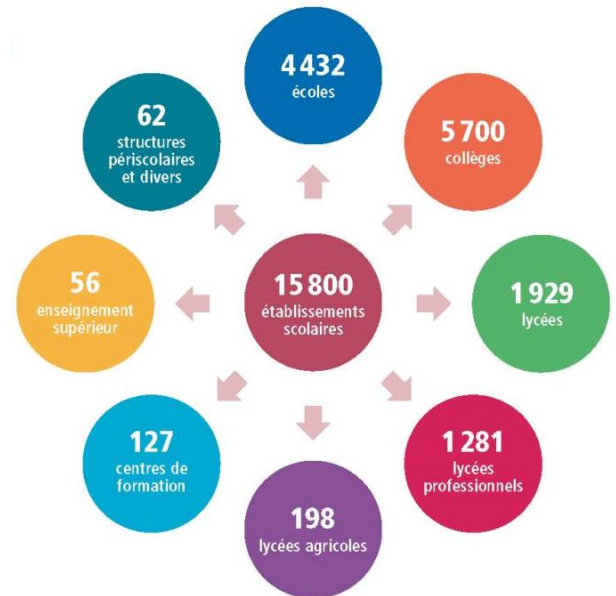 4 432
écoles
62
structures
périscolaires
et divers
5 700
collèges
56
enseignement
supérieur
15 800
établissements
scolaires
1 929
lycées
127
centres de
formation
1 281
lycées
professionnels
198
lycées agricoles